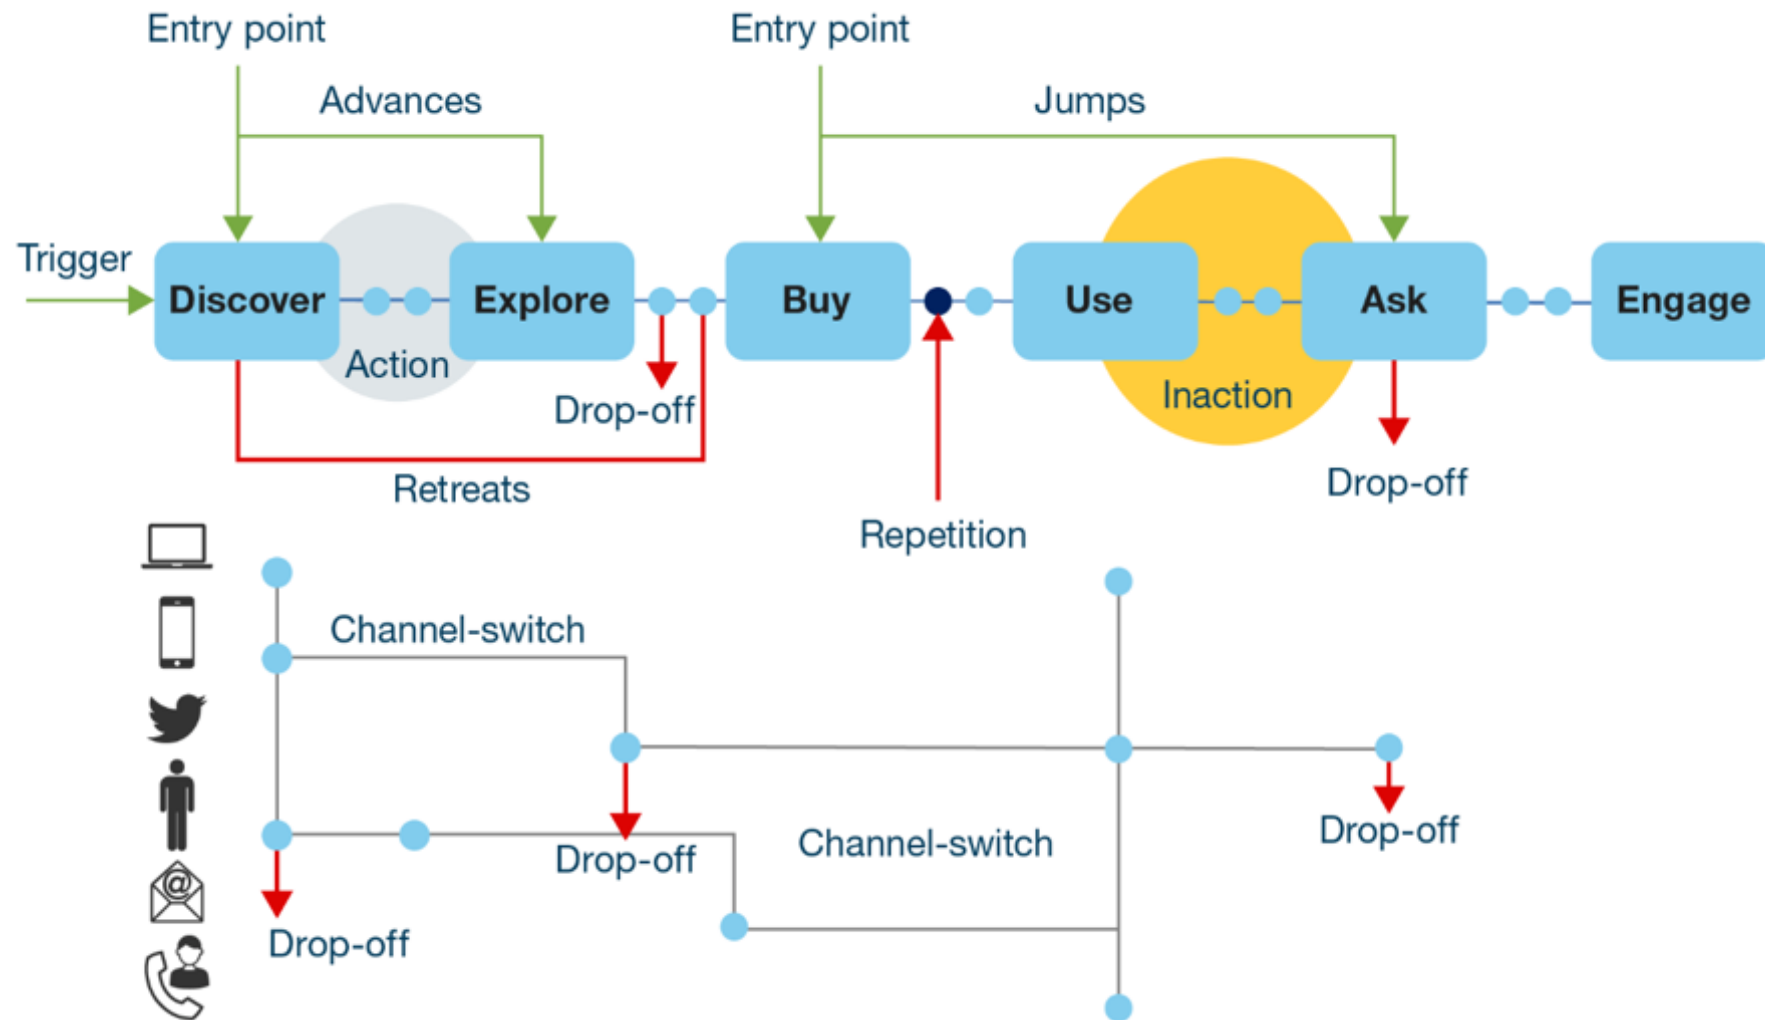 Entry point
Entry point
Advances
Jumps
Trigger
Discover
Explore
Buy
Use
Ask
Engage
Action
Drop-off
Inaction
Retreats
Drop-off
Repetition
Channel-switch
Drop-off
Channel-switch
Drop-off
Drop-off
@